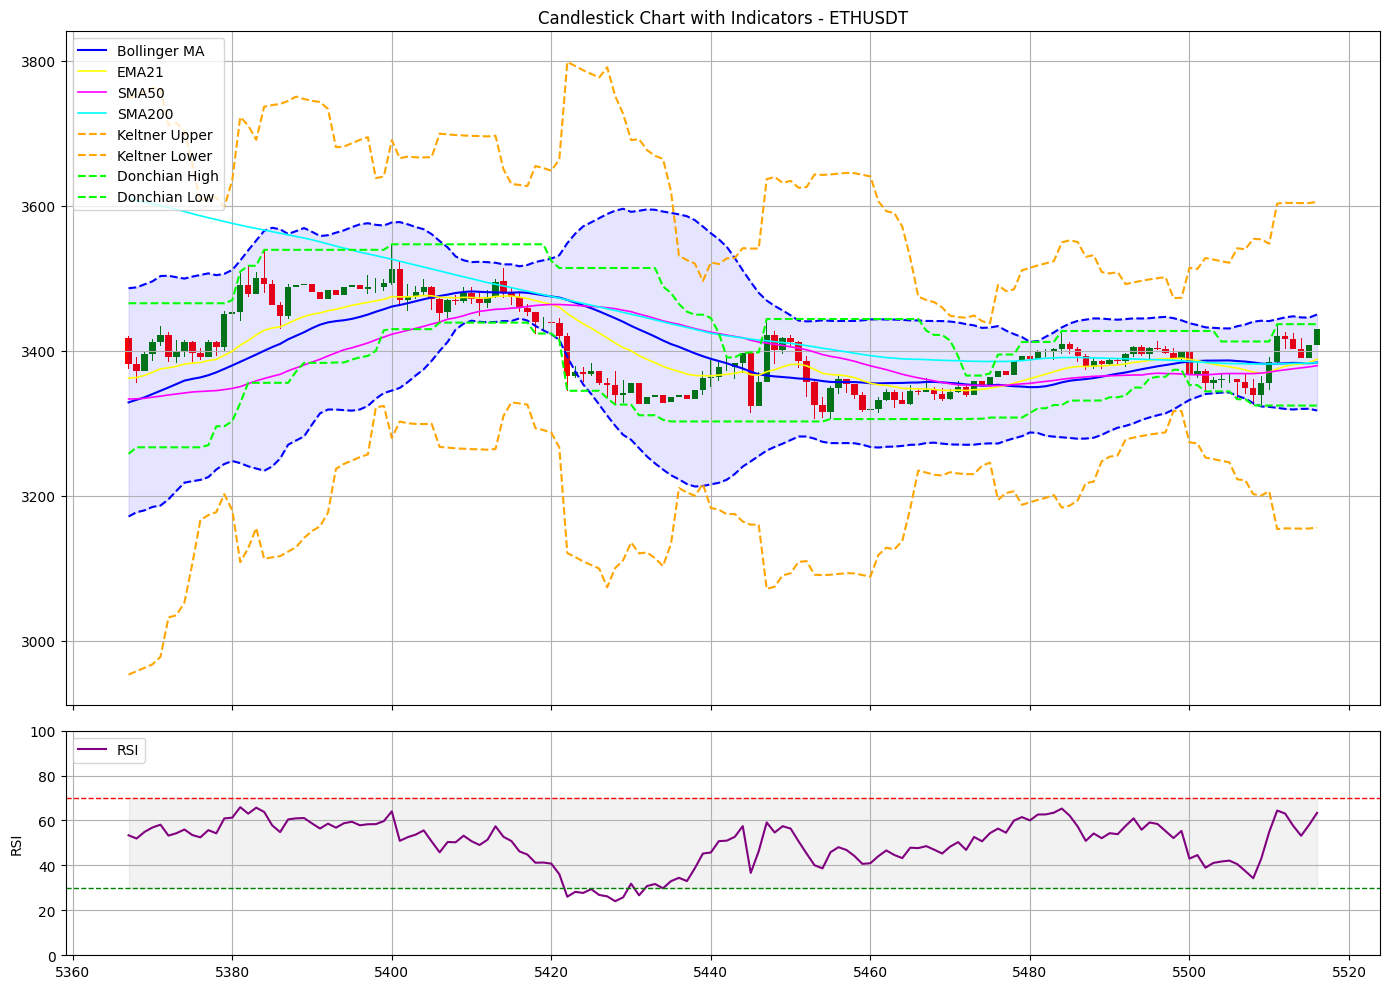 Candlestick Chart with Indicators - ETHUSDT
Bollinger MA
EMA21
SMA50
SMA200
Keltner Upper
Keltner Lower
Donchian High
Donchian Low
3800
3600
3400
3200
3000
RSI
100
80
60
40
20
0
RSI
5360
5380
5400
5420
5440
5460
5480
5500
5520